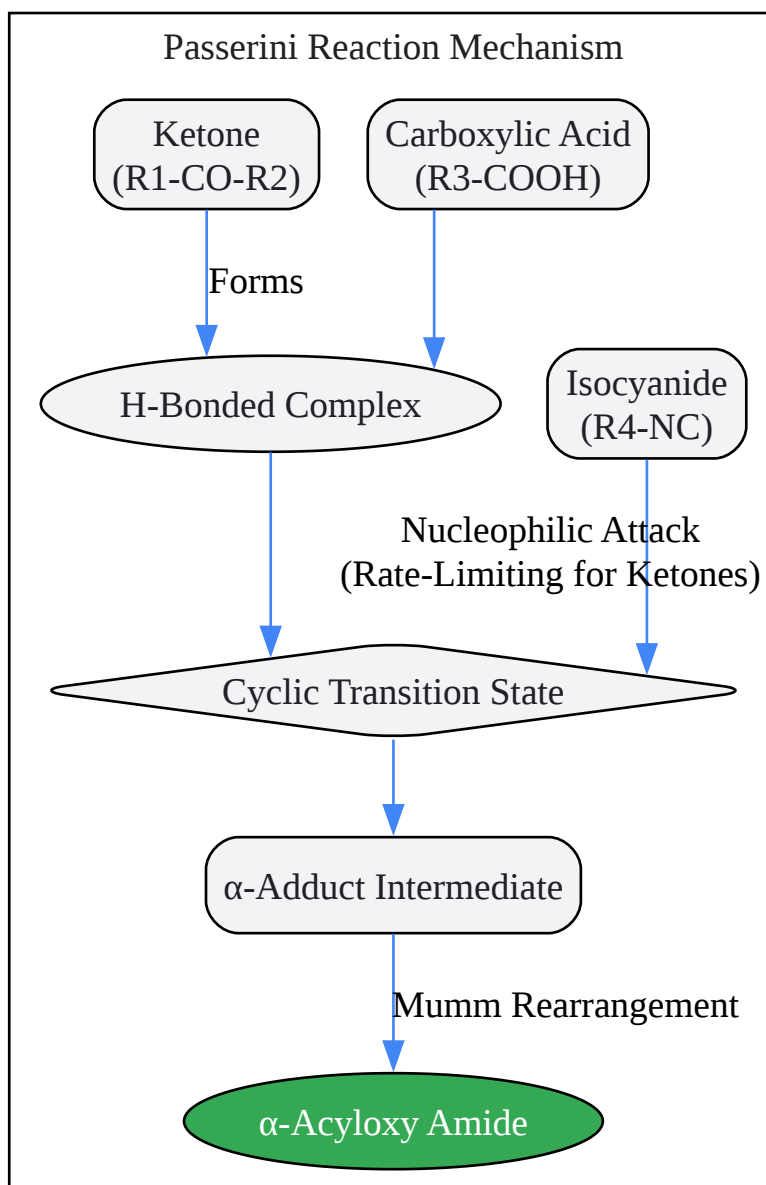 Passerini Reaction Mechanism
Ketone
(R1-CO-R2)
Carboxylic Acid
(R3-COOH)
Forms
H-Bonded Complex
Isocyanide
(R4-NC)
Nucleophilic Attack
(Rate-Limiting for Ketones)
Cyclic Transition State
α-Adduct Intermediate
Mumm Rearrangement
α-Acyloxy Amide